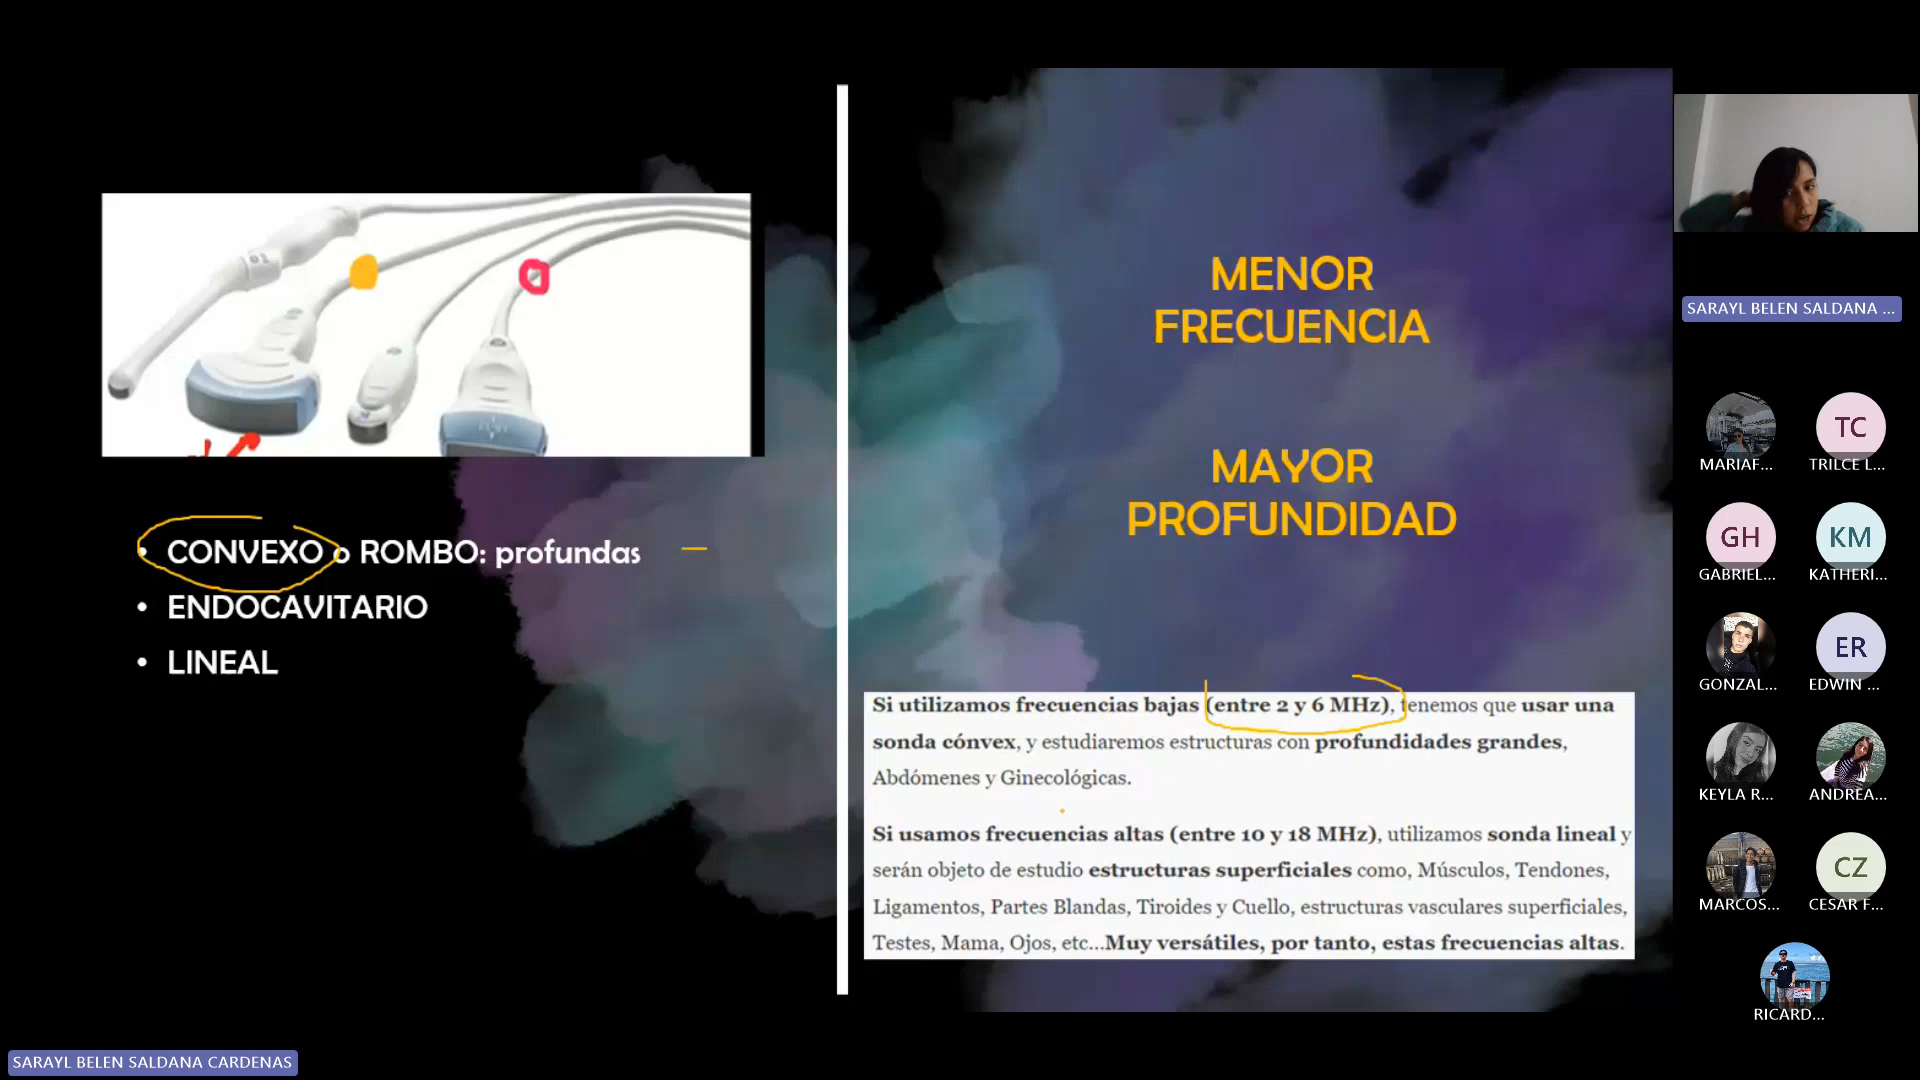 • CONVEXO o ROMBO: profundas
• ENDOCAVITARIO
• LINEAL
MENOR
FRECUENCIA
MAYOR
PROFUNDIDAD
Si utilizamos frecuencias bajas (entre 2 y 6 MHz), tenemos que usar una
sonda cónvex, y estudiaremos estructuras con profundidades grandes,
Abdómenes y Ginecológicas.
Si usamos frecuencias altas (entre 10 y 18 MHz), utilizamos sonda lineal y
serán objeto de estudio estructuras superficiales como, Músculos, Tendones,
Ligamentos, Partes Blandas, Tiroides y Cuello, estructuras vasculares superficiales,
Testes, Mama, Ojos, etc...Muy versátiles, por tanto, estas frecuencias altas.
SARAYL BELEN SALDANA ...
TC
MARIAF...
TRILCE L...
GH
KM
GABRIEL...
KATHERI...
ER
GONZAL...
EDWIN ...
KEYLA R...
ANDREA...
CZ
MARCOS...
CESAR F...
RICARD...
SARAYL BELEN SALDANA CARDENAS